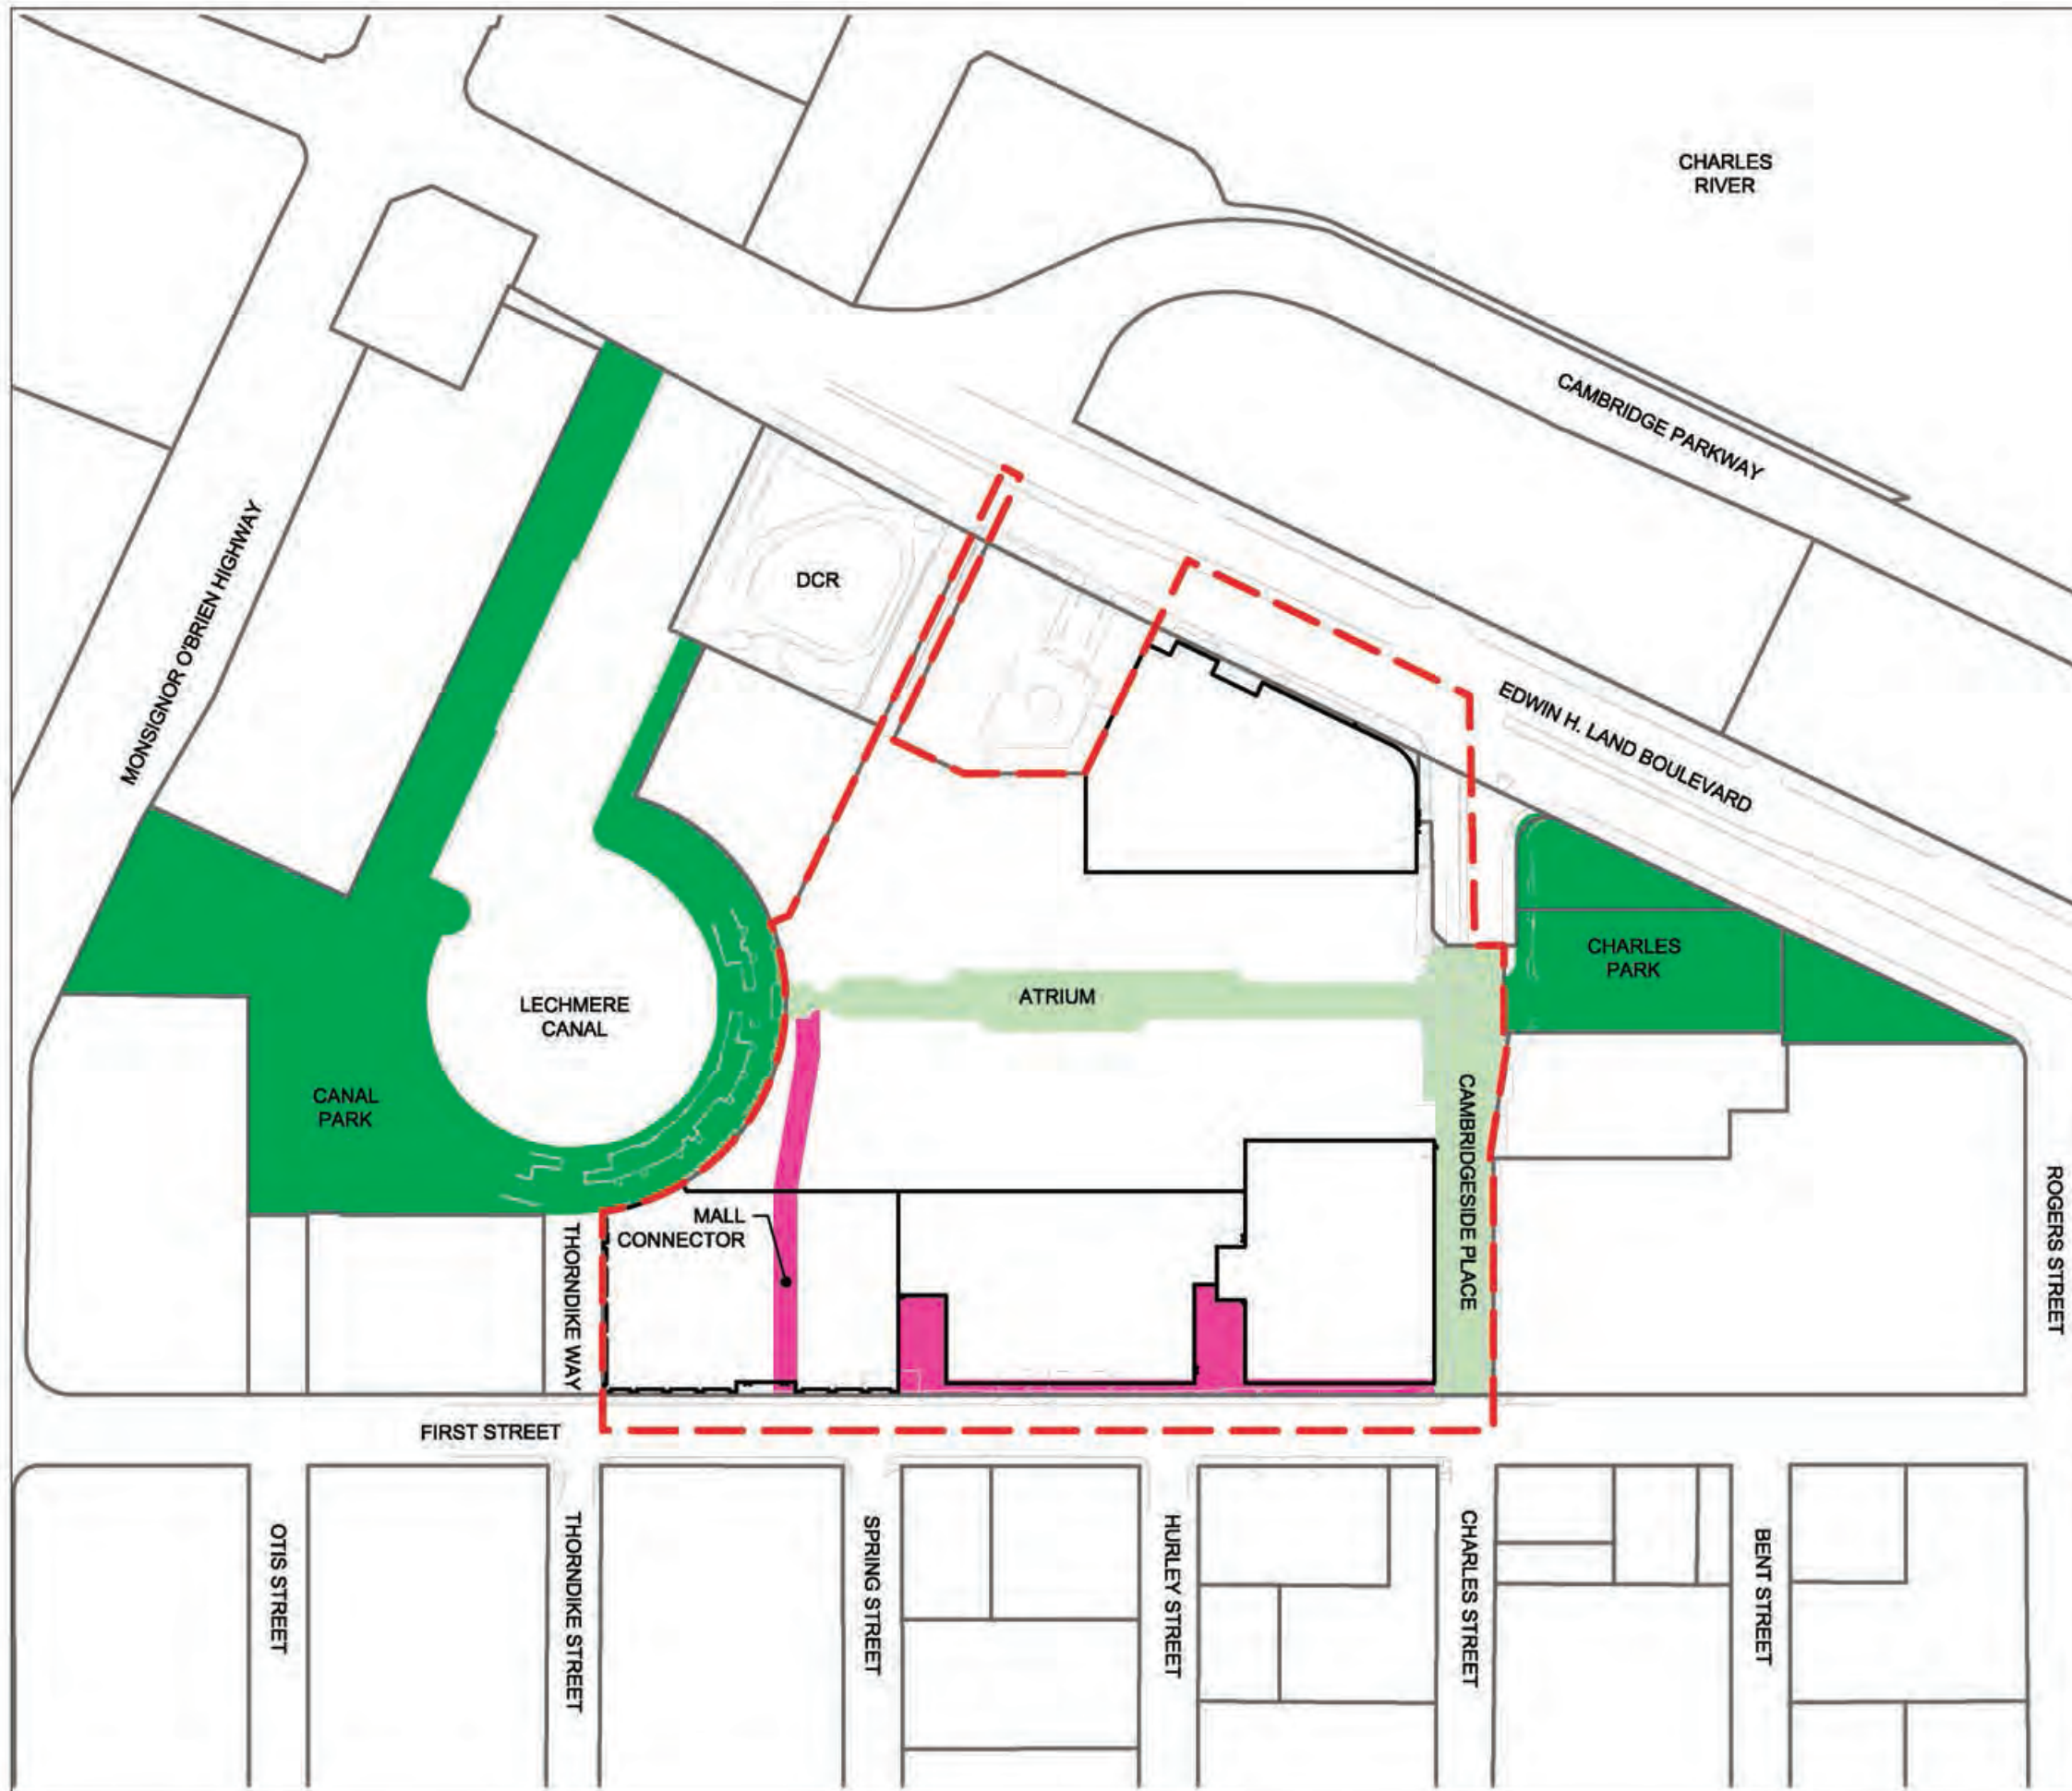 CHARLES
RIVER
CAMBRIDGE PARKWAY
MONSIGNOR O'BRIEN HIGHWAY
DCR
EDWIN H. LAND BOULEVARD
CHARLES
PARK
LECHMERE
CANAL
ATRIUM
CANAL
PARK
CAMBRIDGESIDE PLACE
MALL
CONNECTOR
THORNDIKE WAY
ROGERS STREET
FIRST STREET
OTIS STREET
THORNDIKE STREET
SPRING STREET
HURLEY STREET
CHARLES STREET
BENT STREET